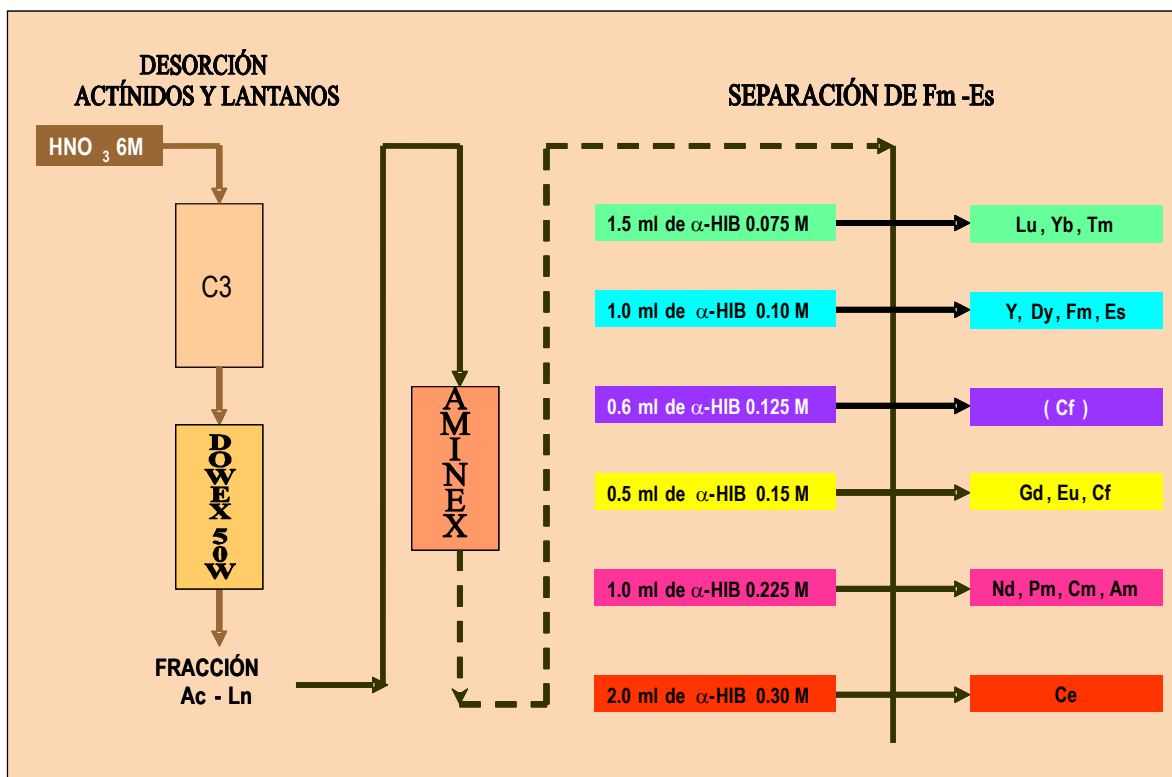 DESORCIÓN
ACTÍNIDOS Y LANTANOS
HNO 3 6M
C3
DOWEX 50W
FRACCIÓN
Ac - Ln
AMINEX
SEPARACIÓN DE Fm -Es
1.5 ml de α-HIB 0.075 M
Lu, Yb, Tm
1.0 ml de α-HIB 0.10 M
Y, Dy, Fm, Es
0.6 ml de α-HIB 0.125 M
( Cf )
0.5 ml de α-HIB 0.15 M
Gd, Eu, Cf
1.0 ml de α-HIB 0.225 M
Nd, Pm, Cm, Am
2.0 ml de α-HIB 0.30 M
Ce